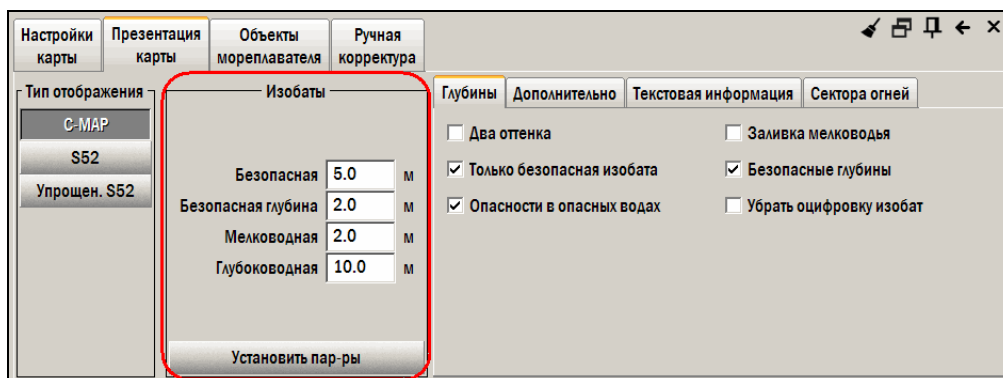 Настройки карты
Презентация карты
Объекты мореплавателя
Ручная корректура
Тип отображения
C-MAP
S52
Упрощен. S52
Изобаты
Безопасная 5.0 м
Безопасная глубина 2.0 м
Мелководная 2.0 м
Глубоководная 10.0 м
Установить пар-ры
Глубины
Дополнительно
Текстовая информация
Сектора огней
Два оттенка
Заливка мелководья
Только безопасная изобата
Безопасные глубины
Опасности в опасных водах
Убрать оцифровку изобат